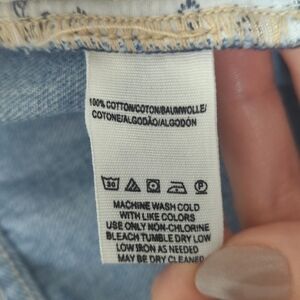 100% COTTON/COTON/BAUMWOLLE/
COTONE/ALGODÃO/ALGODÓN
30
P
MACHINE WASH COLD
WITH LIKE COLORS
USE ONLY NON-CHLORINE
BLEACH TUMBLE DRY LOW
LOW IRON AS NEEDED
MAY BE DRY CLEANED